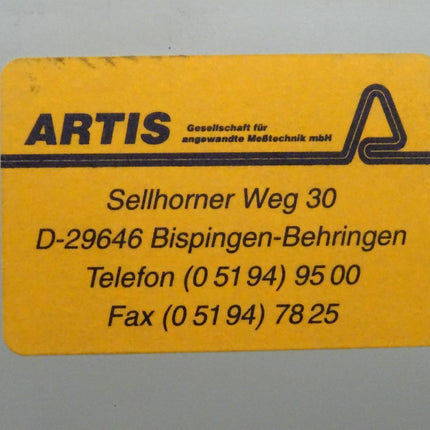 ARTIS Gesellschaft für
angewandte Meßtechnik mbH
Sellhorner Weg 30
D-29646 Bispingen-Behringen
Telefon (0 51 94) 95 00
Fax (0 51 94) 78 25